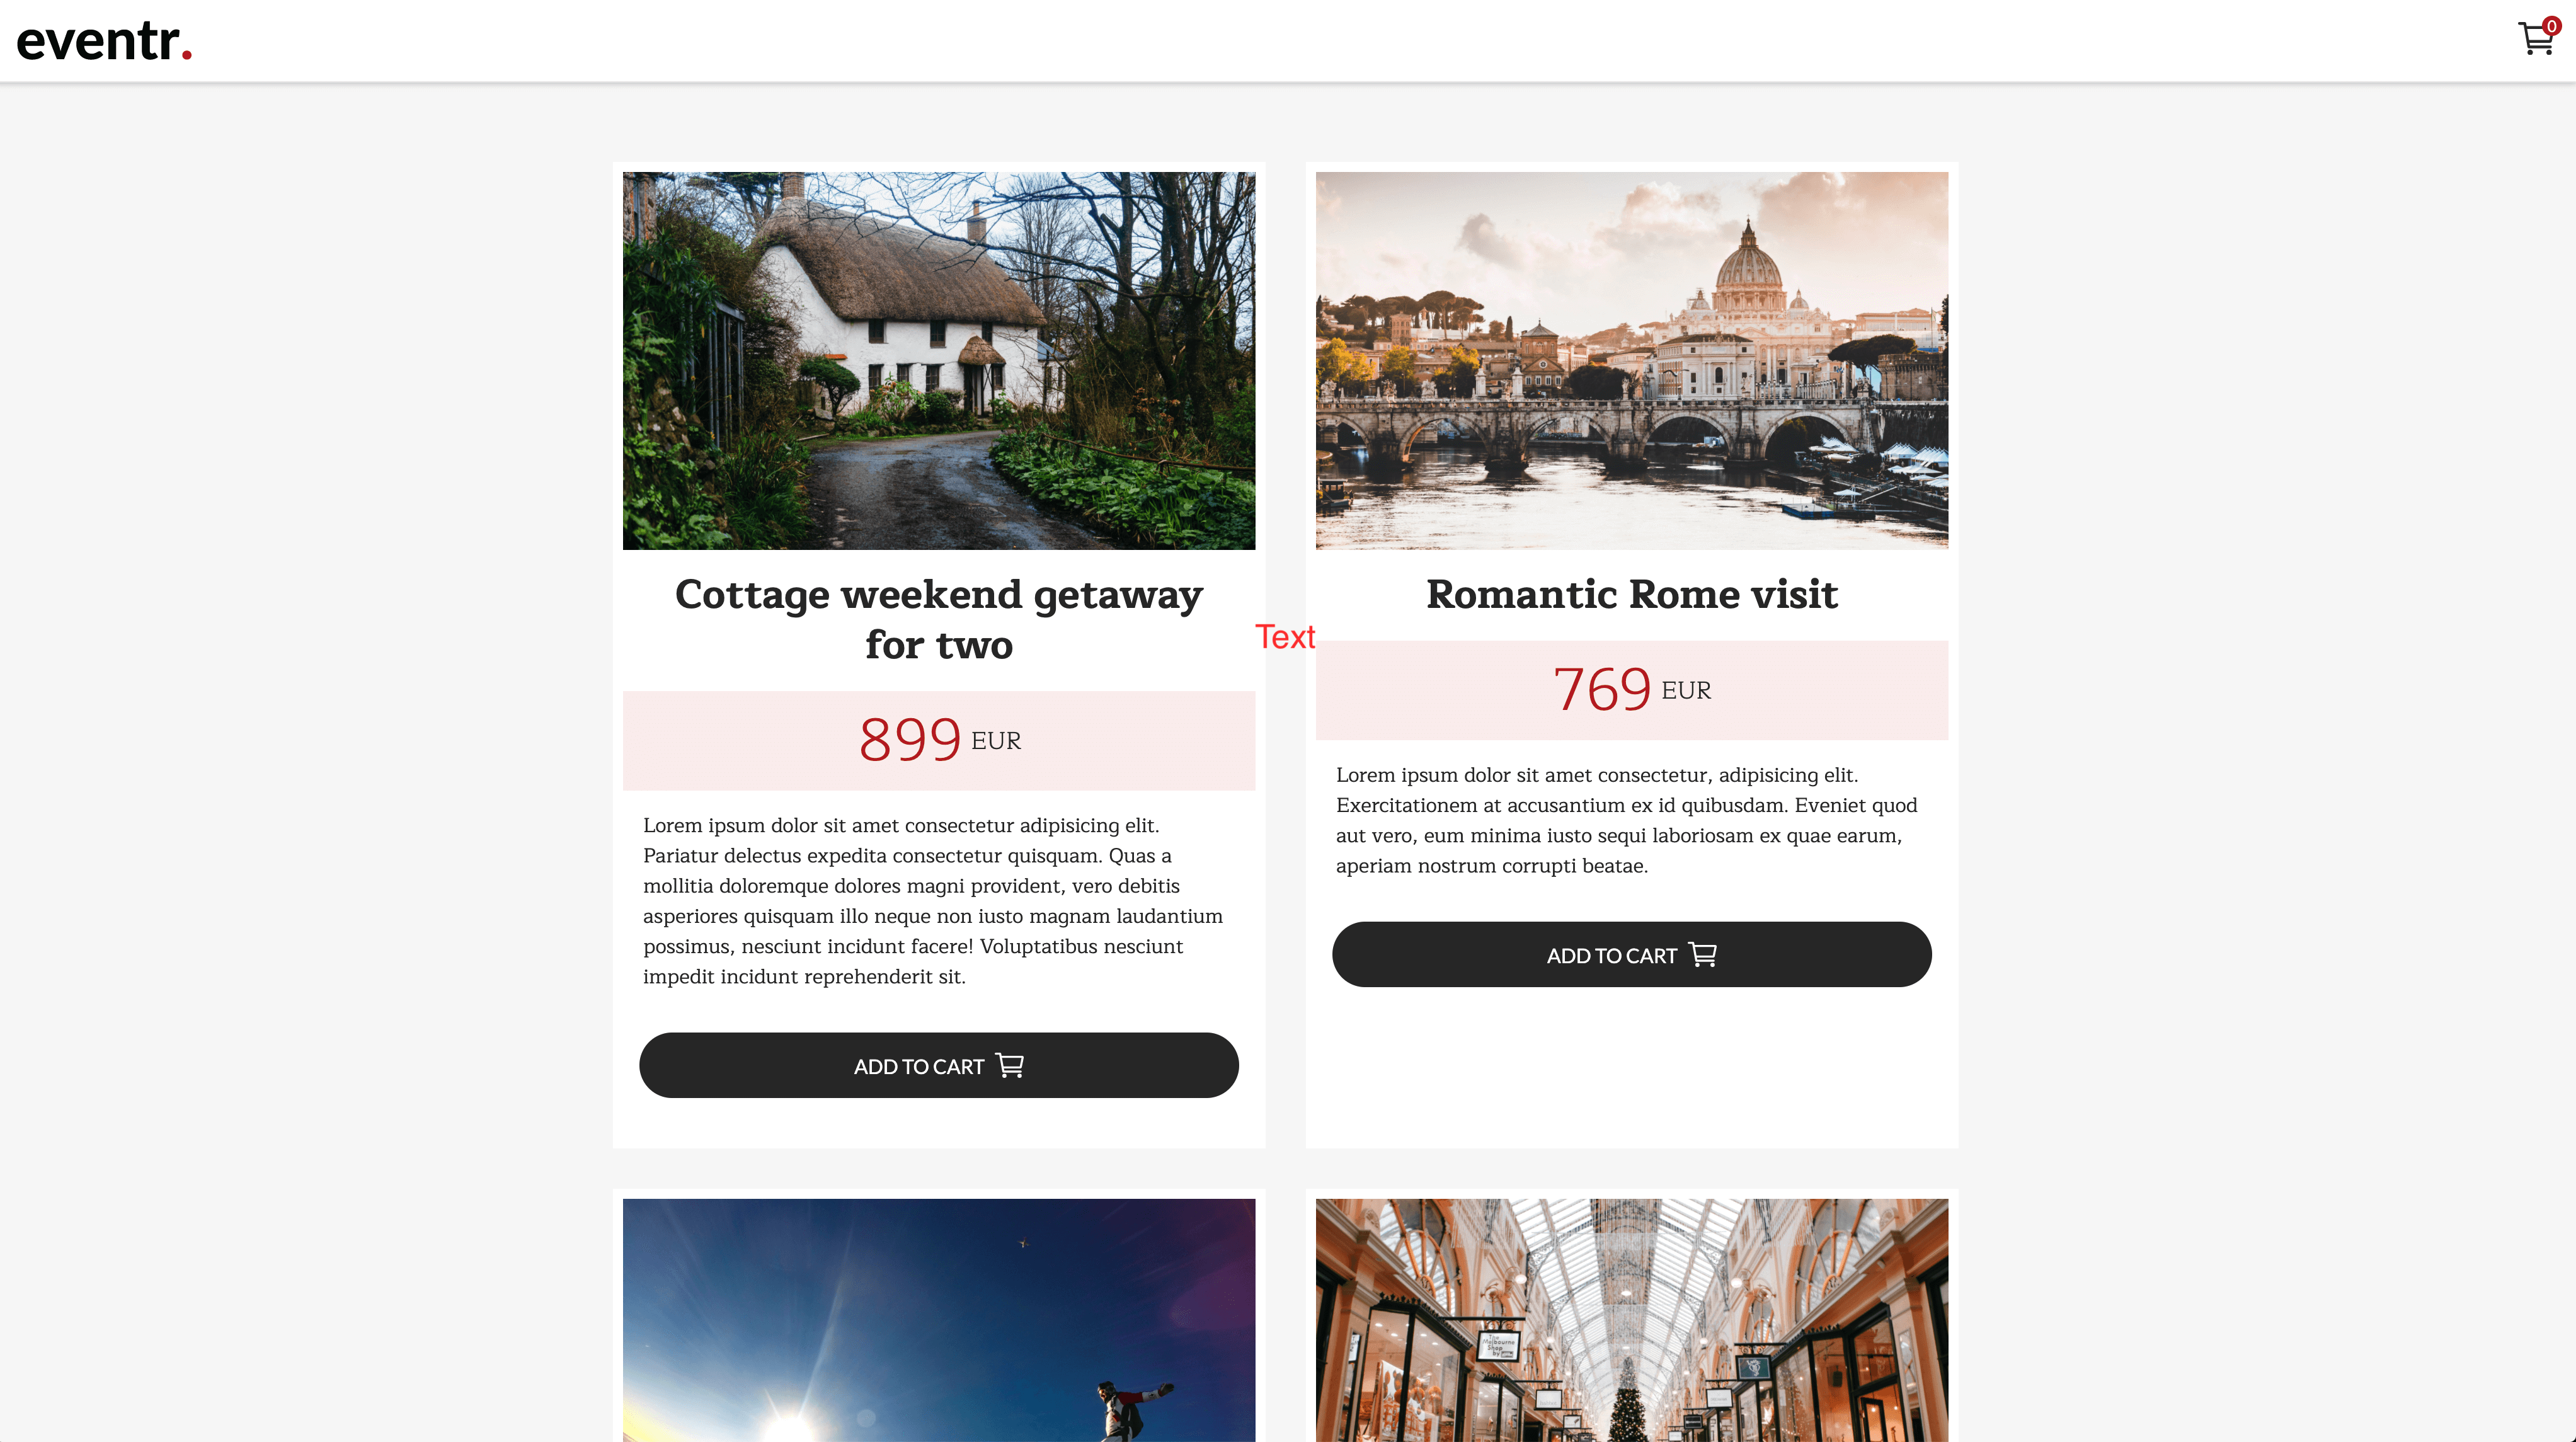 eventr.
0
Cottage weekend getaway
for two
899 EUR
Lorem ipsum dolor sit amet consectetur adipisicing elit.
Pariatur delectus expedita consectetur quisquam. Quas a
mollitia doloremque dolores magni provident, vero debitis
asperiores quisquam illo neque non iusto magnam laudantium
possimus, nesciunt incidunt facere! Voluptatibus nesciunt
impedit incidunt reprehenderit sit.
ADD TO CART
Text
Romantic Rome visit
769 EUR
Lorem ipsum dolor sit amet consectetur, adipisicing elit.
Exercitationem at accusantium ex id quibusdam. Eveniet quod
aut vero, eum minima iusto sequi laboriosam ex quae earum,
aperiam nostrum corrupti beatae.
ADD TO CART
The
Melbourne
Shop
by